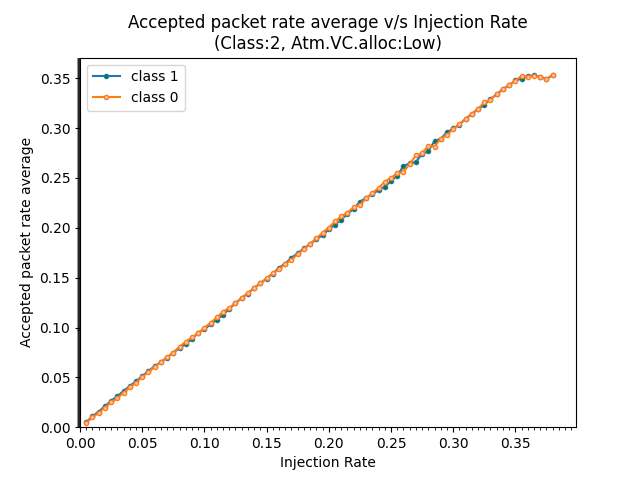 Accepted packet rate average v/s Injection Rate
(Class:2, Atm.VC.alloc:Low)
class 1
class 0
Accepted packet rate average
0.35
0.30
0.25
0.20
0.15
0.10
0.05
0.00
0.00 0.05 0.10 0.15 0.20 0.25 0.30 0.35
Injection Rate